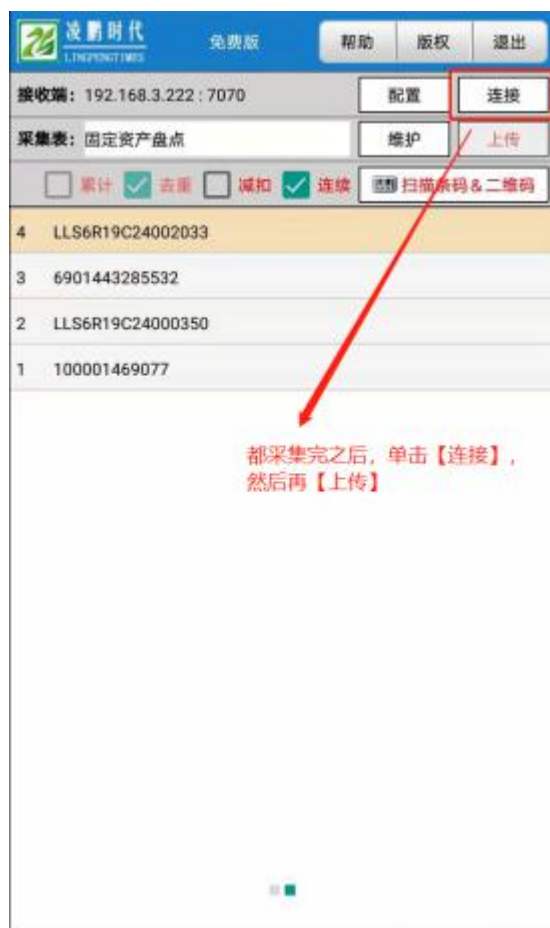 凌鹏时代
LINGPENGTIMES
免费版
帮助
版权
退出
接收端：192.168.3.222 : 7070
配置
连接
采集表：固定资产盘点
维护
上传
累计
去重
减扣
连续
扫描条码&二维码
4 LLS6R19C24002033
3 6901443285532
2 LLS6R19C24000350
1 100001469077
都采集完之后，单击【连接】，
然后再【上传】